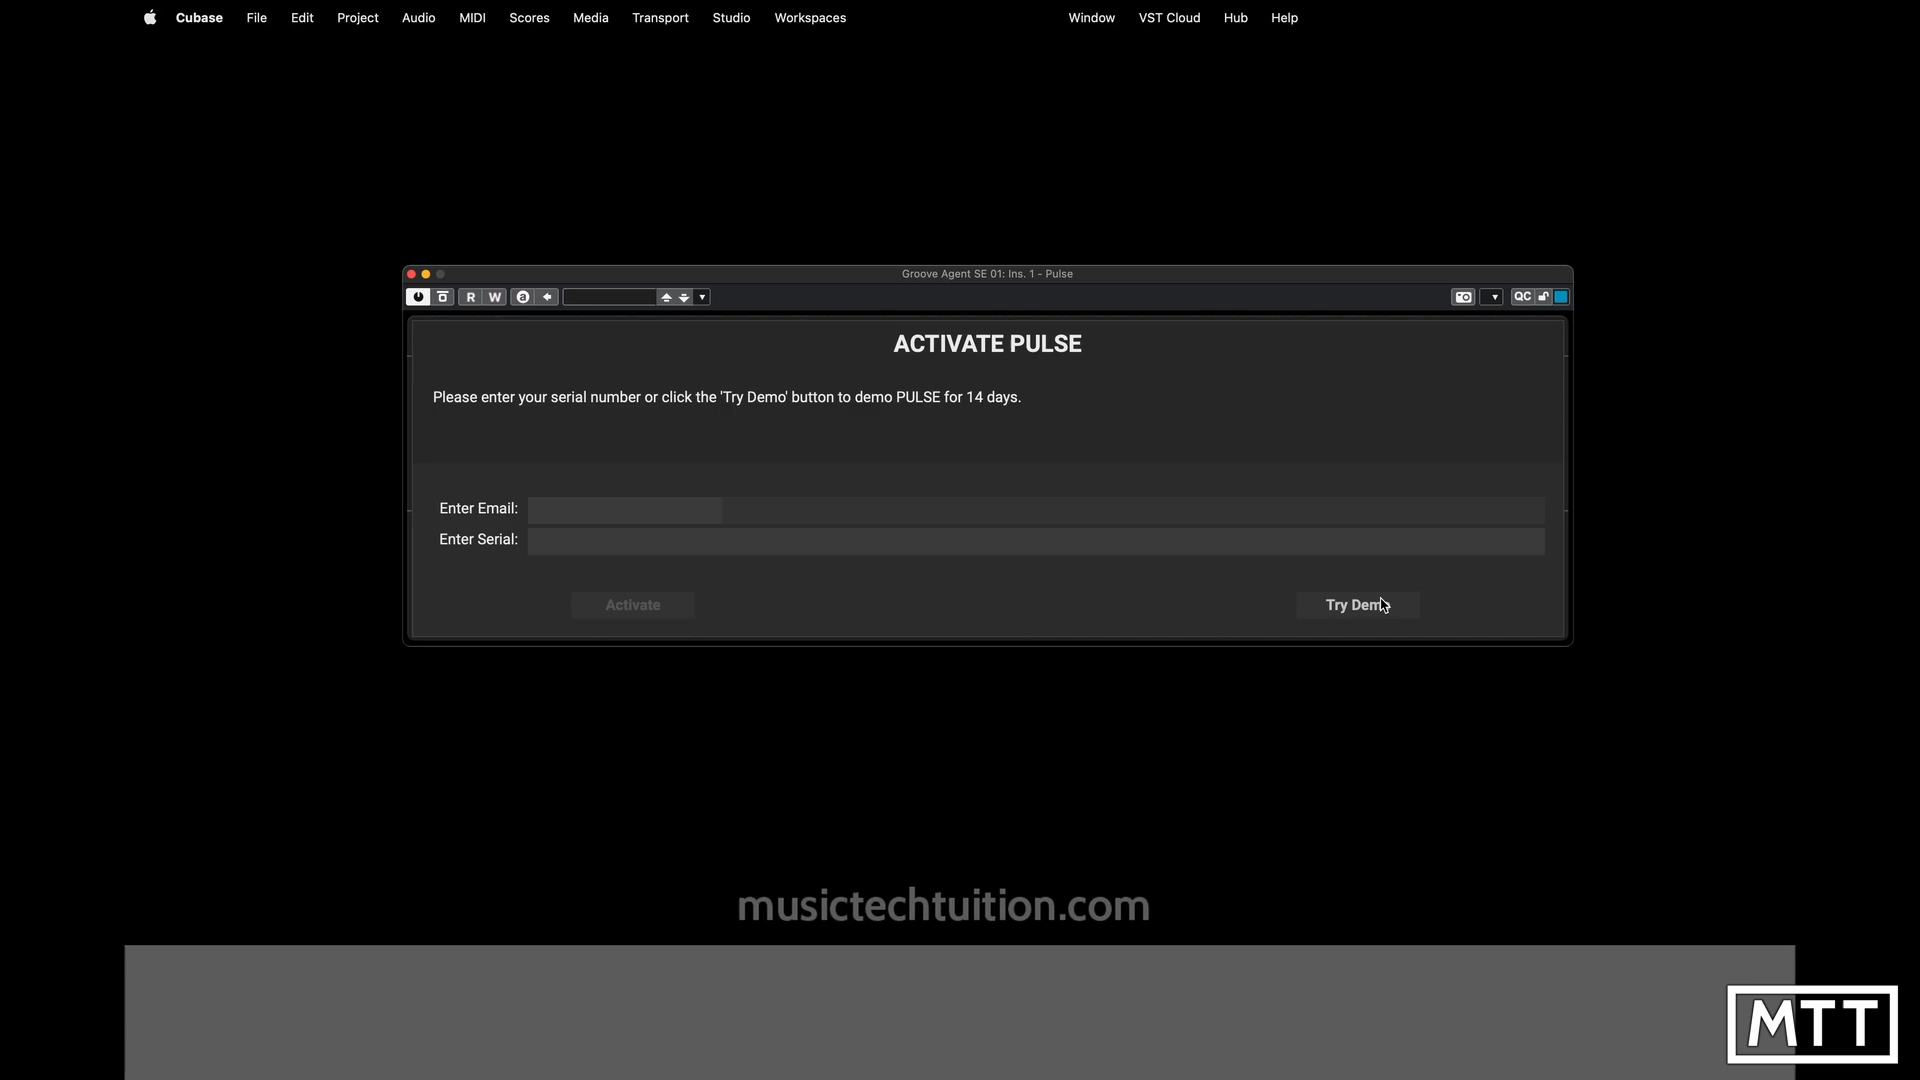 Cubase File Edit Project Audio MIDI Scores Media Transport Studio Workspaces Window VST Cloud Hub Help
Groove Agent SE 01: Ins. 1 - Pulse
R W a QC
ACTIVATE PULSE
Please enter your serial number or click the 'Try Demo' button to demo PULSE for 14 days.
Enter Email:
Enter Serial:
Activate Try Demo
musictechtuition.com
MTT